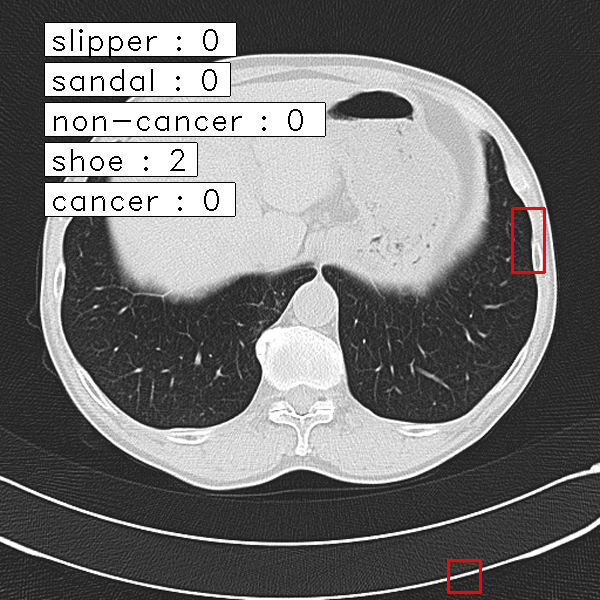 slipper : 0
sandal : 0
non-cancer : 0
shoe : 2
cancer : 0